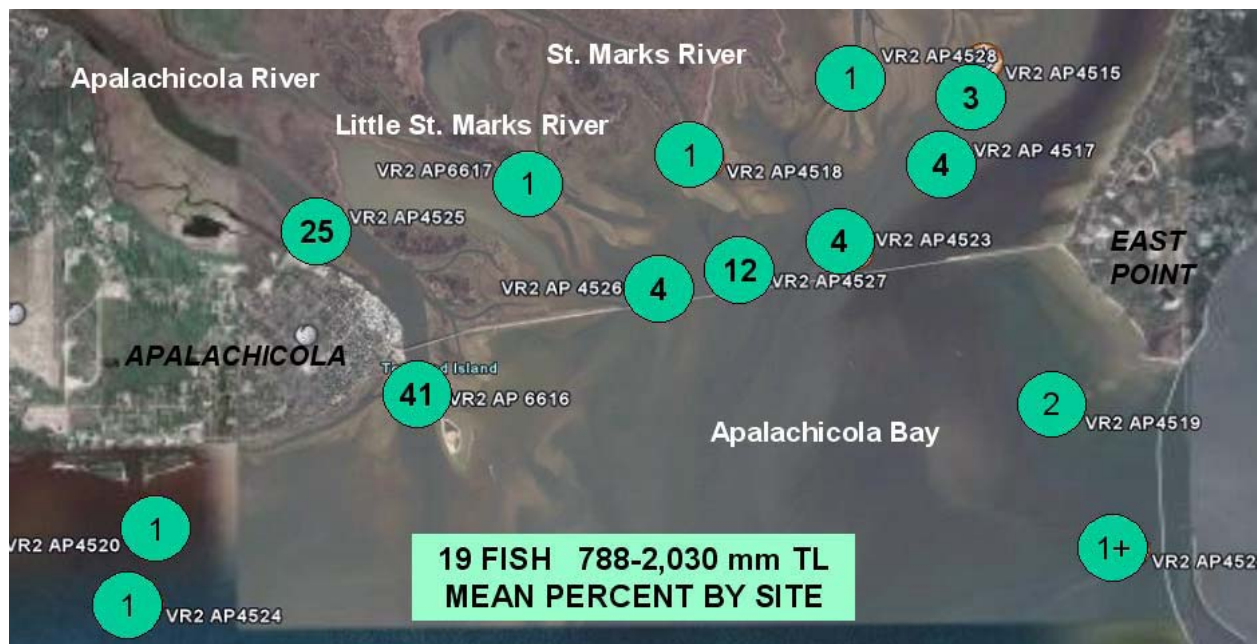 St. Marks River
VR2 AP4528
1
Apalachicola River
VR2 AP4515
3
Little St. Marks River
VR2 AP 4517
4
1
VR2 AP4518
VR2 AP6617
1
VR2 AP4525
25
4
VR2 AP4523
EAST
POINT
VR2 AP 4526
4
12
VR2 AP4527
APALACHICOLA
41
VR2 AP 6616
Island
2
VR2 AP4519
Apalachicola Bay
1
VR2 AP4520
1+
VR2 AP452
19 FISH 788-2,030 mm TL
MEAN PERCENT BY SITE
1
VR2 AP4524